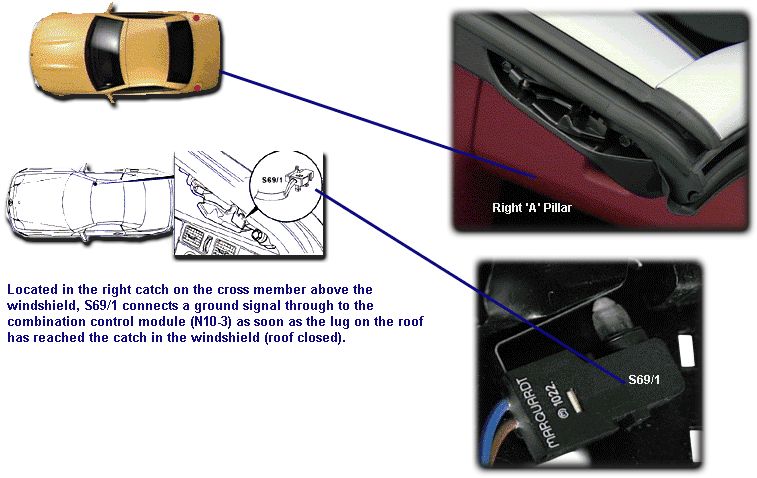 Right 'A' Pillar
S69/1
Located in the right catch on the cross member above the
windshield, S69/1 connects a ground signal through to the
combination control module (N10-3) as soon as the lug on the roof
has reached the catch in the windshield (roof closed).
S69/1
MARQUARDT
1022.